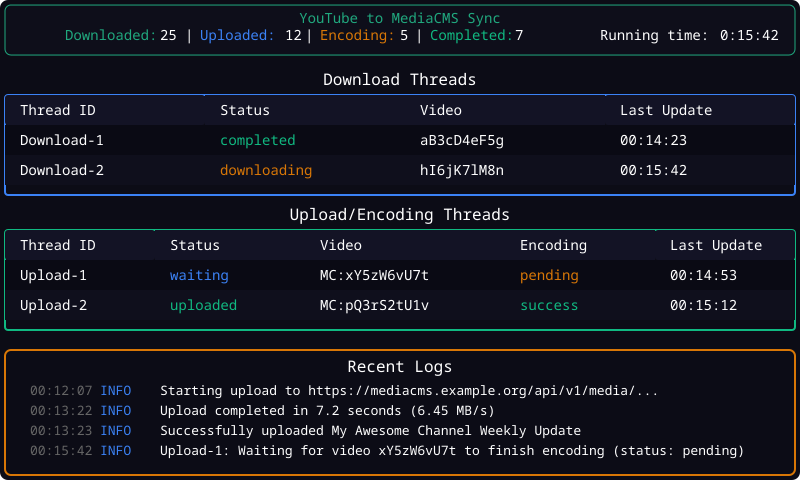 YouTube to MediaCMS Sync
Downloaded: 25 | Uploaded: 12 | Encoding: 5 | Completed: 7 Running time: 0:15:42
Download Threads
Thread ID Status Video Last Update
Download-1 completed aB3cD4eF5g 00:14:23
Download-2 downloading hI6jK7lM8n 00:15:42
Upload/Encoding Threads
Thread ID Status Video Encoding Last Update
Upload-1 waiting MC:xY5zW6vU7t pending 00:14:53
Upload-2 uploaded MC:pQ3rS2tU1v success 00:15:12
Recent Logs
00:12:07 INFO Starting upload to https://mediacms.example.org/api/v1/media/...
00:13:22 INFO Upload completed in 7.2 seconds (6.45 MB/s)
00:13:23 INFO Successfully uploaded My Awesome Channel Weekly Update
00:15:42 INFO Upload-1: Waiting for video xY5zW6vU7t to finish encoding (status: pending)